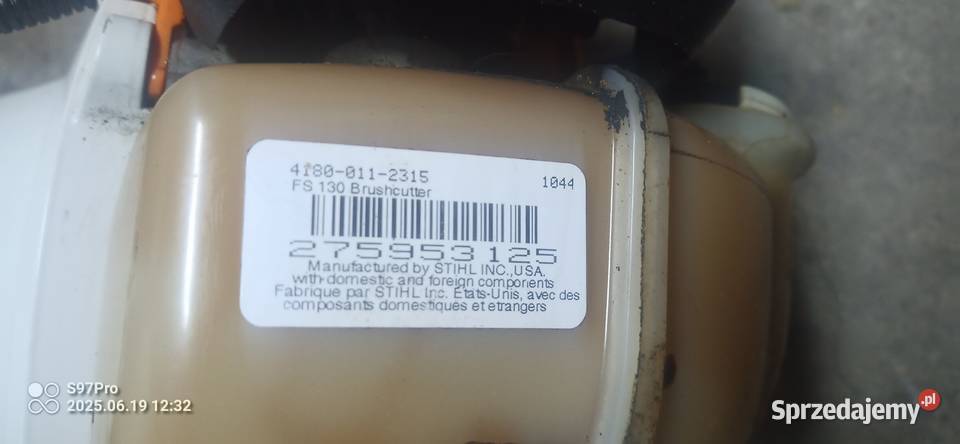 4180-011-2315
1044
FS 130 Brushcutter
275953125
Manufactured by STIHL INC.,USA.
with domestic and foreign components
Fabrique par STIHL Inc. Etats-Unis, avec des
composants domestiques et etrangers
S97Pro
2025.06.19 12:32
Sprzedajemy.pl